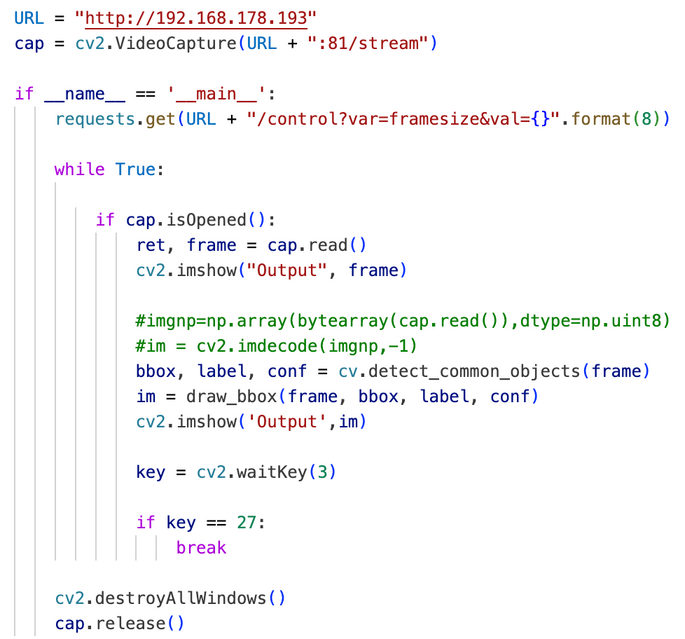 URL = "http://192.168.178.193"
cap = cv2.VideoCapture(URL + ":81/stream")
if __name__ == '__main__':
requests.get(URL + "/control?var=framesize&val={}".format(8))
while True:
if cap.isOpened():
ret, frame = cap.read()
cv2.imshow("Output", frame)
#imgnp=np.array(bytearray(cap.read()),dtype=np.uint8)
#im = cv2.imdecode(imgnp,-1)
bbox, label, conf = cv.detect_common_objects(frame)
im = draw_bbox(frame, bbox, label, conf)
cv2.imshow('Output',im)
key = cv2.waitKey(3)
if key == 27:
break
cv2.destroyAllWindows()
cap.release()